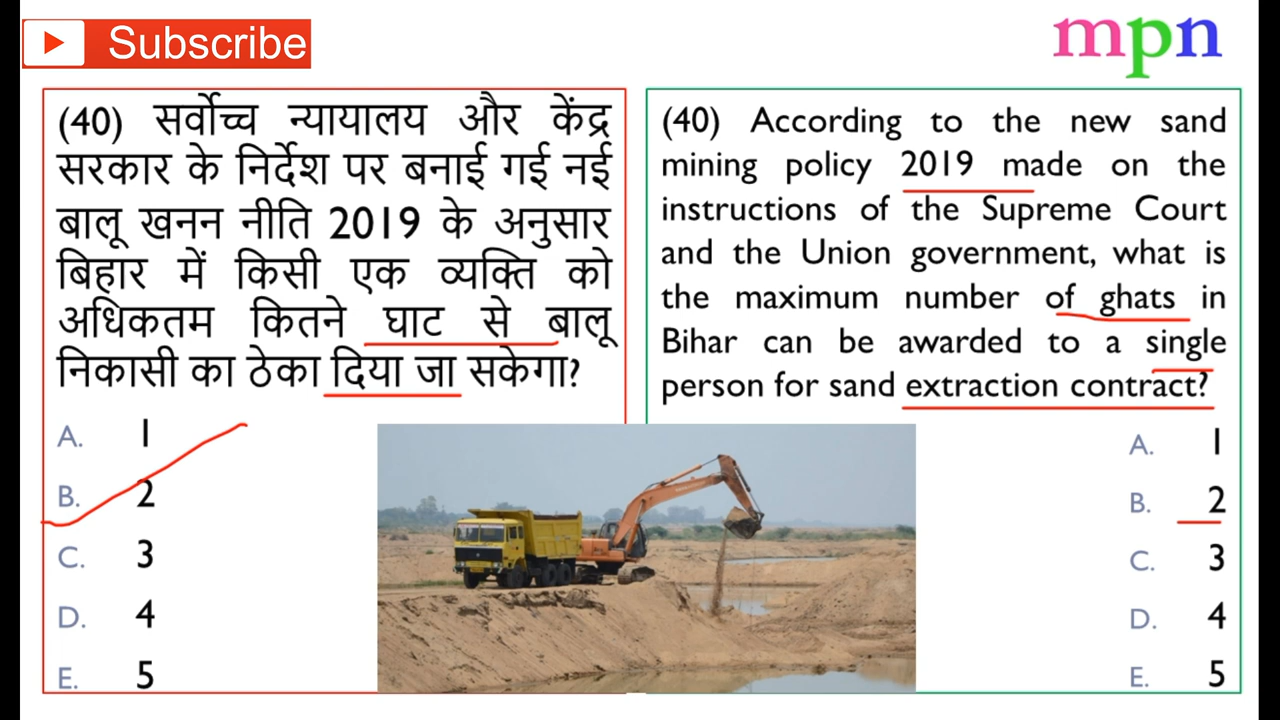 Subscribe
mpn
(40) सर्वोच्च न्यायालय और केंद्र
सरकार के निर्देश पर बनाई गई नई
बालू खनन नीति 2019 के अनुसार
बिहार में किसी एक व्यक्ति को
अधिकतम कितने घाट से बालू
निकासी का ठेका दिया जा सकेगा?
A. 1
B. 2
C. 3
D. 4
E. 5
(40) According to the new sand
mining policy 2019 made on the
instructions of the Supreme Court
and the Union government, what is
the maximum number of ghats in
Bihar can be awarded to a single
person for sand extraction contract?
A. 1
B. 2
C. 3
D. 4
E. 5